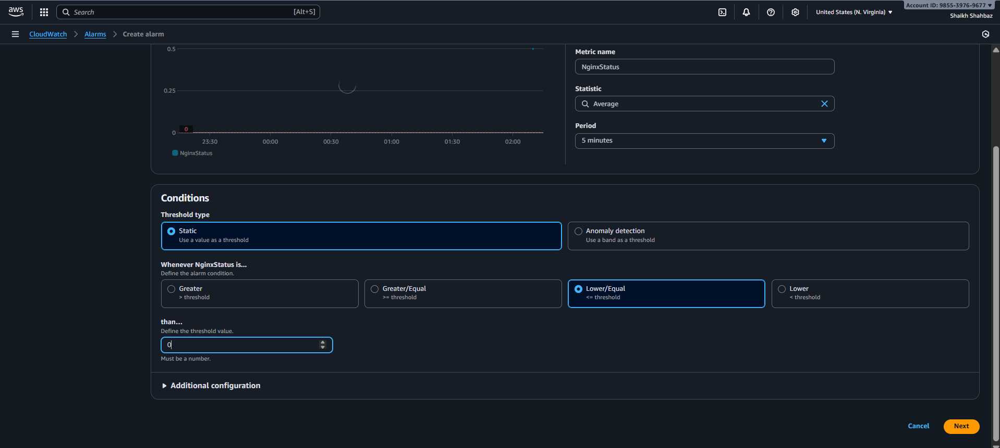 aws
Search
[Alt+S]
United States (N. Virginia)
Account ID: 9855-3976-9677
Shaikh Shahbaz
CloudWatch
Alarms
Create alarm
0.5
0.25
0
0
23:30
00:00
00:30
01:00
01:30
02:00
NginxStatus
Metric name
NginxStatus
Statistic
Average
Period
5 minutes
Conditions
Threshold type
Static
Use a value as a threshold
Anomaly detection
Use a band as a threshold
Whenever NginxStatus is...
Define the alarm condition.
Greater
> threshold
Greater/Equal
>= threshold
Lower/Equal
<= threshold
Lower
< threshold
than...
Define the threshold value.
0
Must be a number.
Additional configuration
Cancel
Next